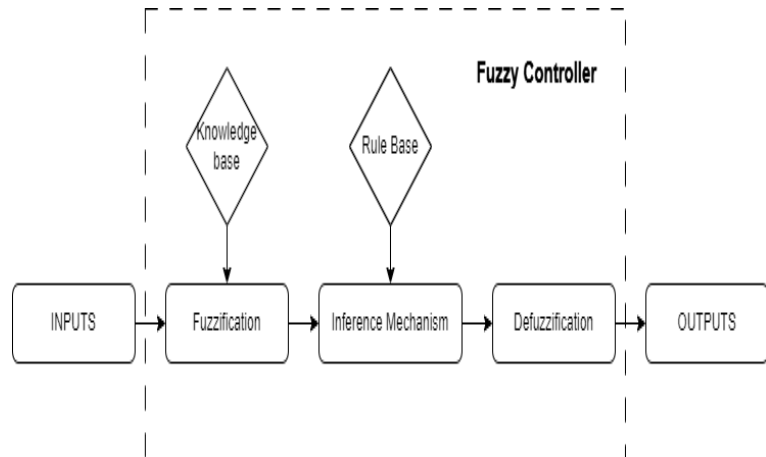 Fuzzy Controller
Knowledge
base
Rule Base
INPUTS
Fuzzification
Inference Mechanism
Defuzzification
OUTPUTS